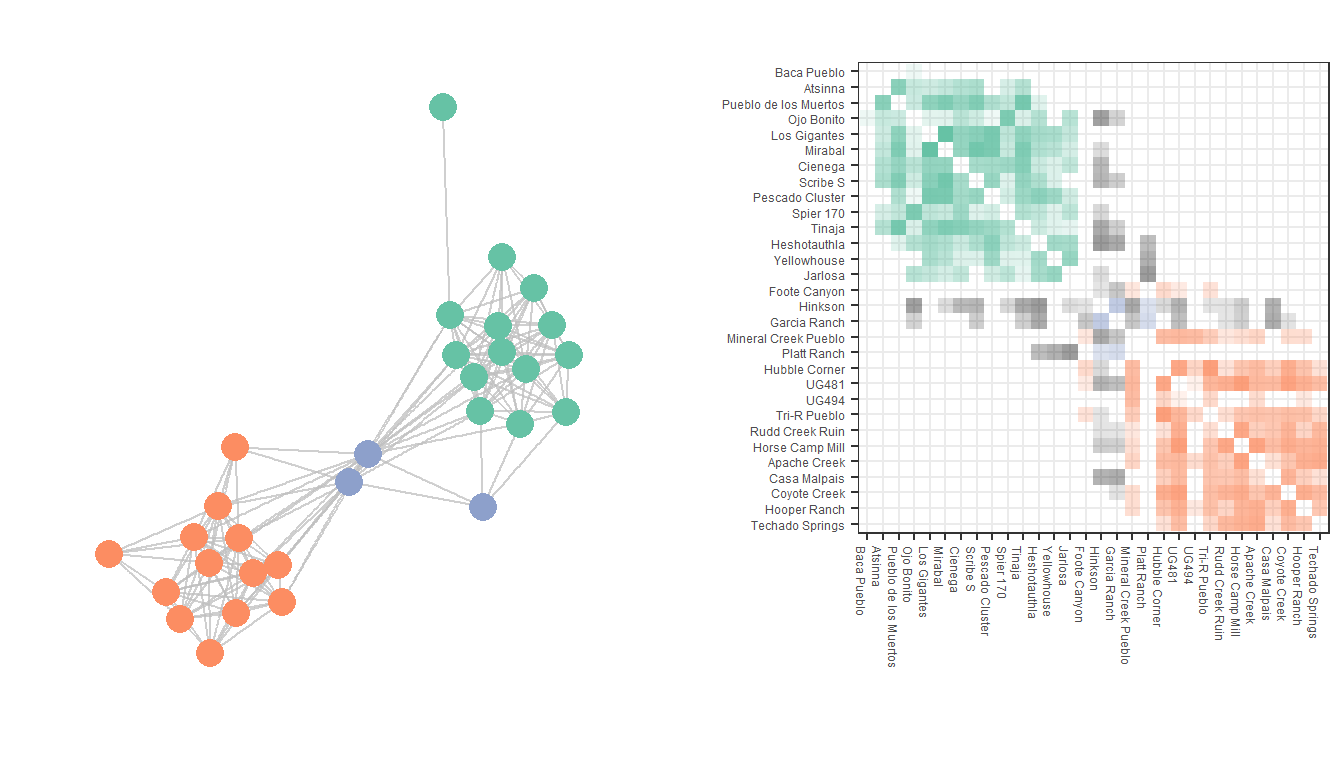 Baca Pueblo
Atsinna
Pueblo de los Muertos
Ojo Bonito
Los Gigantes
Mirabal
Cienega
Scribe S
Pescado Cluster
Spier 170
Tinaja
Heshotauthla
Yellowhouse
Jarlosa
Foote Canyon
Hinkson
Garcia Ranch
Mineral Creek Pueblo
Platt Ranch
Hubble Corner
UG481
UG494
Tri-R Pueblo
Rudd Creek Ruin
Horse Camp Mill
Apache Creek
Casa Malpais
Coyote Creek
Hooper Ranch
Techado Springs
Baca Pueblo
Atsinna
Pueblo de los Muertos
Ojo Bonito
Los Gigantes
Mirabal
Cienega
Scribe S
Pescado Cluster
Spier 170
Tinaja
Heshotauthla
Yellowhouse
Jarlosa
Foote Canyon
Hinkson
Garcia Ranch
Mineral Creek Pueblo
Platt Ranch
Hubble Corner
UG481
UG494
Tri-R Pueblo
Rudd Creek Ruin
Horse Camp Mill
Apache Creek
Casa Malpais
Coyote Creek
Hooper Ranch
Techado Springs